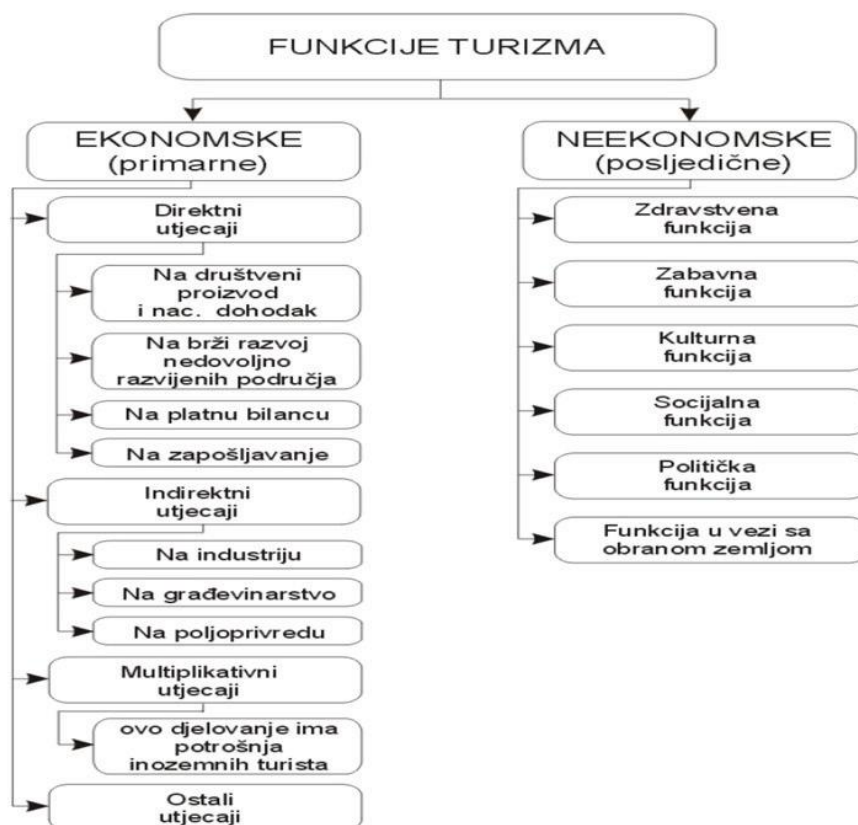 FUNKCIJE TURIZMA
EKONOMSKE
(primarne)
Direktni
utjecaji
Na društveni
proizvod
i nac. dohodak
Na brži razvoj
nedovoljno
razvijenih područja
Na platnu bilancu
Na zapošljavanje
Indirektni
utjecaji
Na industriju
Na građevinarstvo
Na poljoprivredu
Multiplikativni
utjecaji
ovo djelovanje ima
potrošnja
inozemnih turista
Ostali
utjecaji
NEEKONOMSKE
(posljedične)
Zdravstvena
funkcija
Zabavna
funkcija
Kulturna
funkcija
Socijalna
funkcija
Politička
funkcija
Funkcija u vezi sa
obranom zemljom